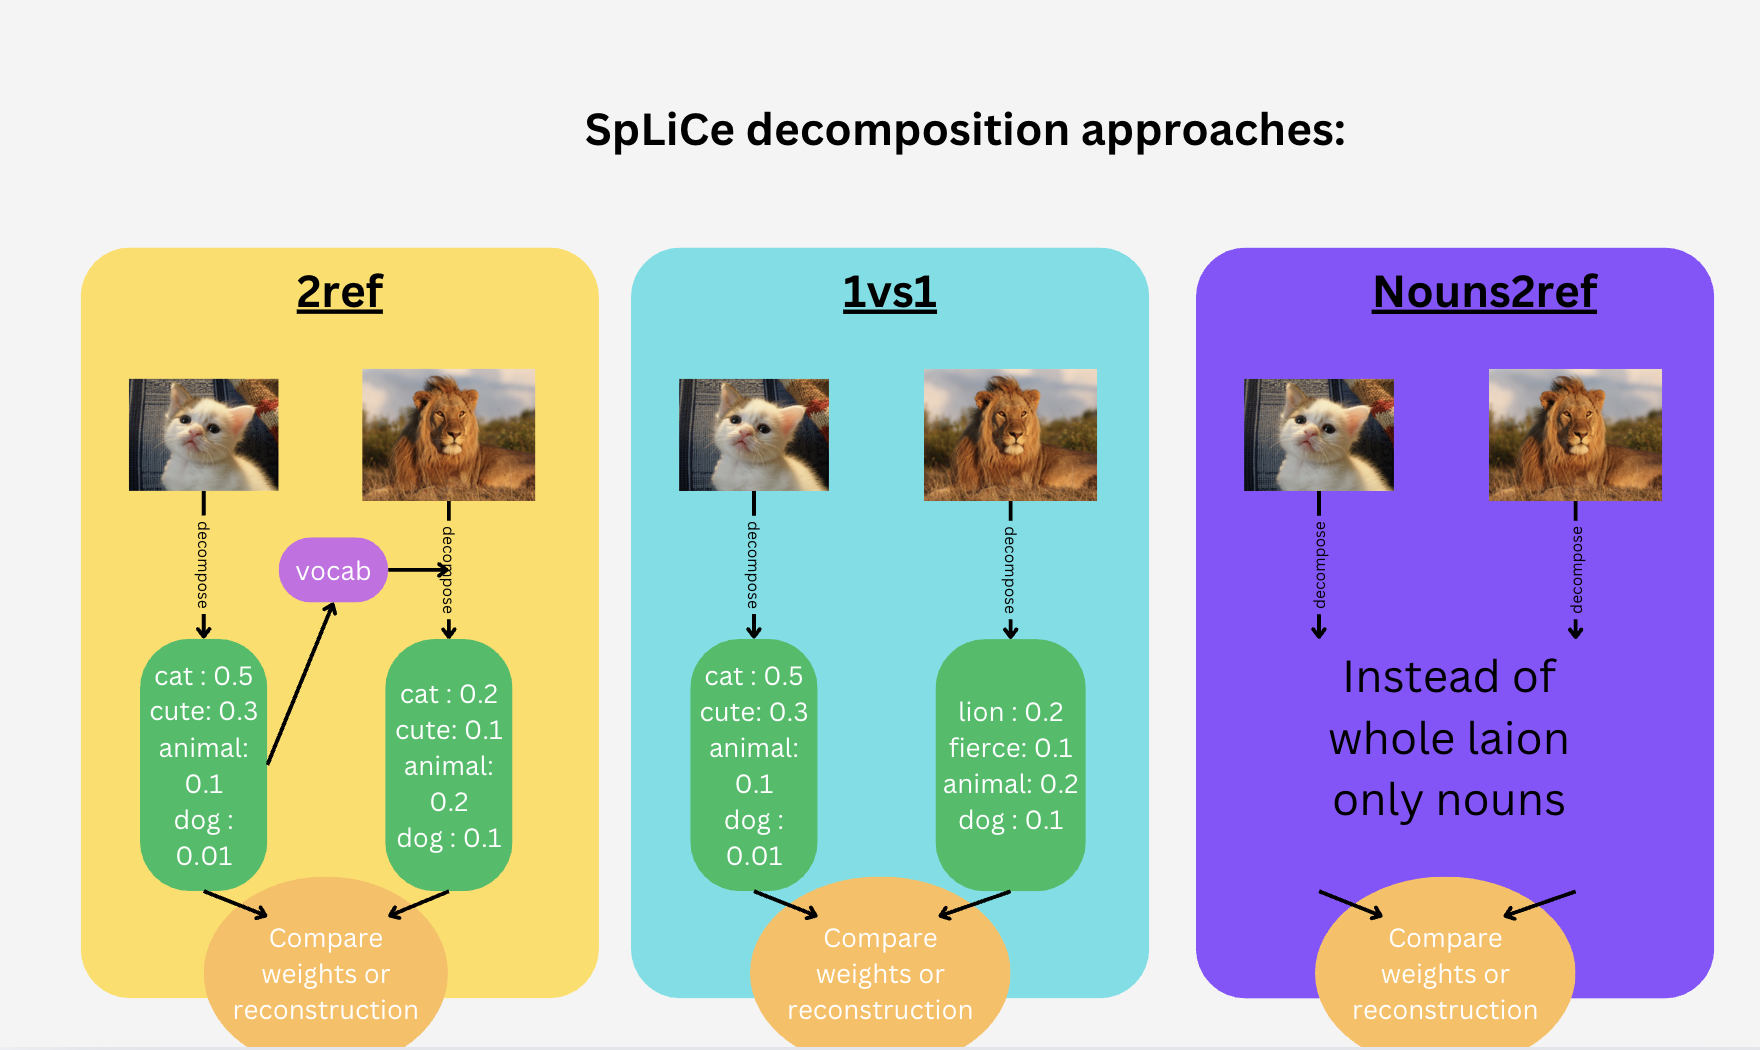 SpLiCe decomposition approaches:
2ref
decompose
decompose
vocab
cat : 0.5
cute: 0.3
animal:
0.1
dog :
0.01
cat : 0.2
cute: 0.1
animal:
0.2
dog : 0.1
Compare
weights or
reconstruction
1vs1
decompose
decompose
cat : 0.5
cute: 0.3
animal:
0.1
dog :
0.01
lion : 0.2
fierce: 0.1
animal: 0.2
dog : 0.1
Compare
weights or
reconstruction
Nouns2ref
decompose
decompose
Instead of
whole laion
only nouns
Compare
weights or
reconstruction